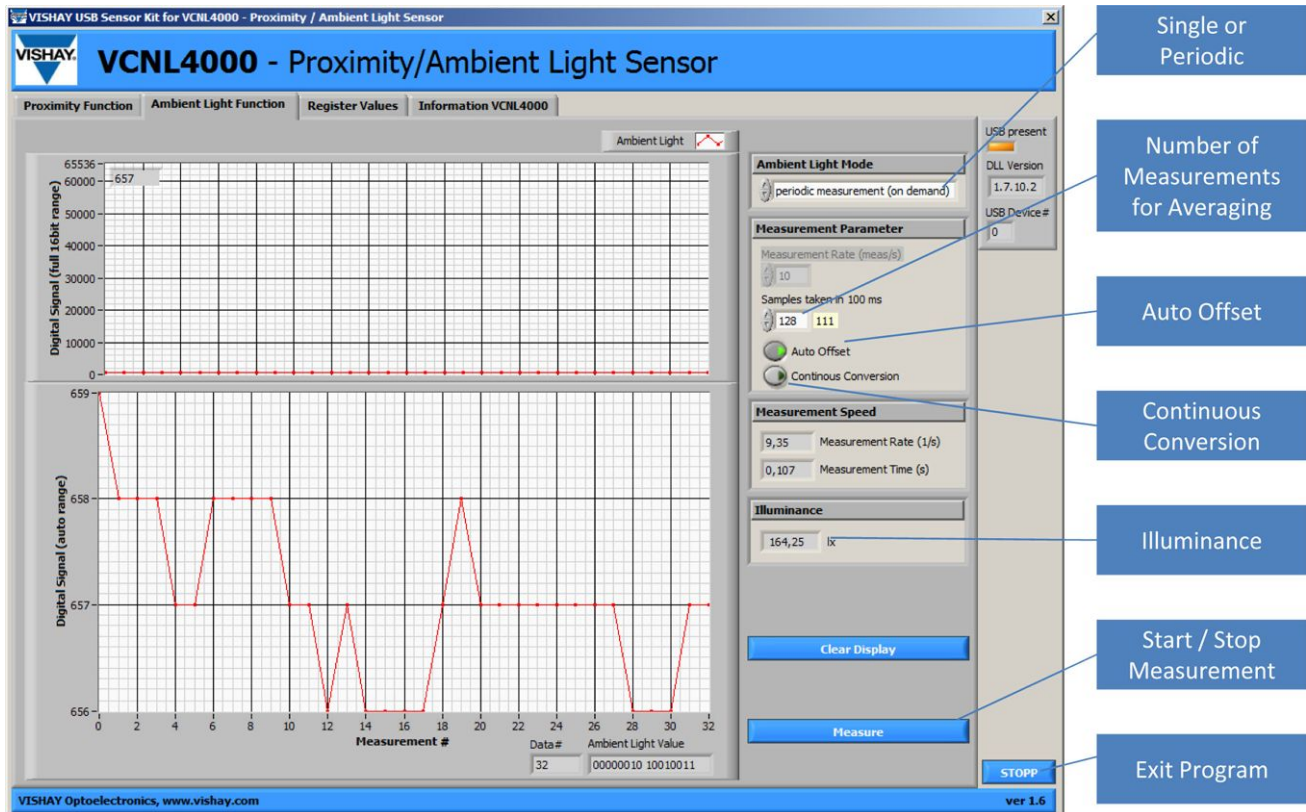 VISHAY USB Sensor Kit for VCNL4000 - Proximity / Ambient Light Sensor
VISHAY.
VCNL4000 - Proximity/Ambient Light Sensor
Proximity Function
Ambient Light Function
Register Values
Information VCNL4000
Ambient Light
Digital Signal (full 16bit range)
65536
60000
50000
40000
30000
20000
10000
0
657
Digital Signal (auto range)
659
658
657
656
0 2 4 6 8 10 12 14 16 18 20 22 24 26 28 30 32
Measurement #
Data#
32
Ambient Light Value
00000010 10010011
Ambient Light Mode
periodic measurement (on demand)
Measurement Parameter
Measurement Rate (meas/s)
10
Samples taken in 100 ms
128 111
Auto Offset
Continous Conversion
Measurement Speed
9,35 Measurement Rate (1/s)
0,107 Measurement Time (s)
Illuminance
164,25 lx
Clear Display
Measure
USB present
DLL Version
1.7.10.2
USB Device#
0
STOPP
VISHAY Optoelectronics, www.vishay.com
ver 1.6
Single or
Periodic
Number of
Measurements
for Averaging
Auto Offset
Continuous
Conversion
Illuminance
Start / Stop
Measurement
Exit Program